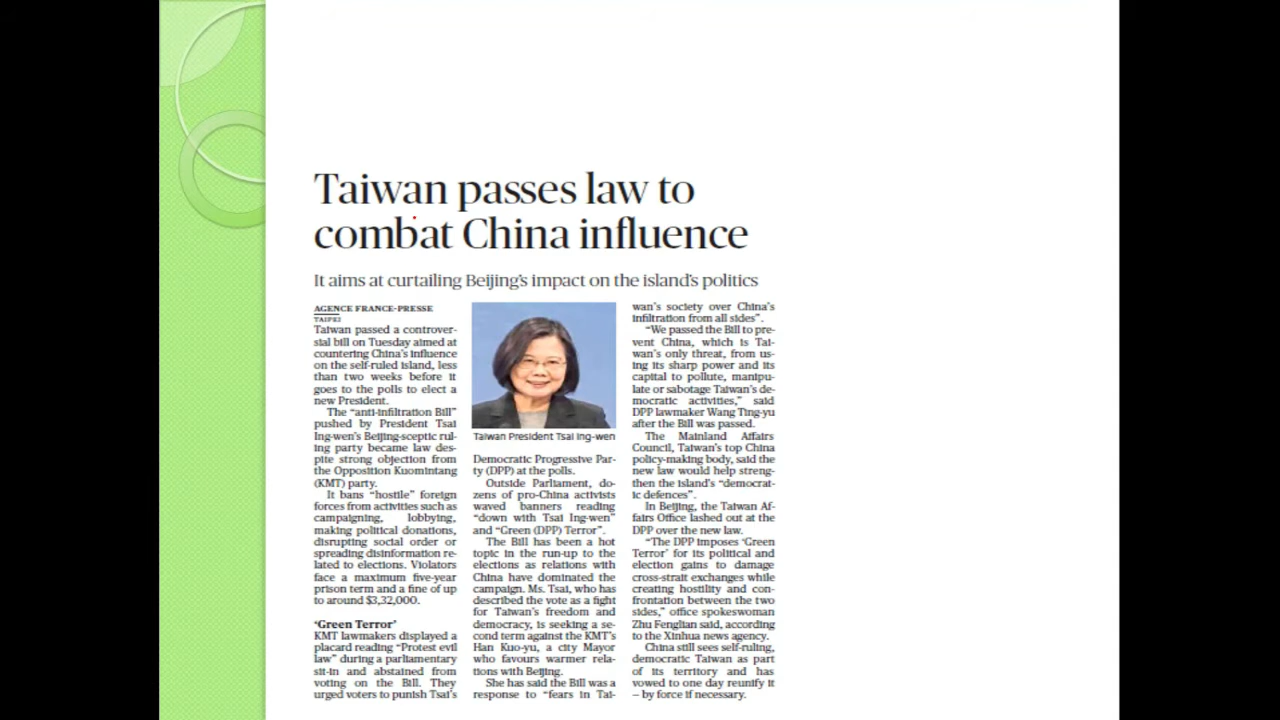 Taiwan passes law to
combat China influence
It aims at curtailing Beijing's impact on the island's politics
AGENCE FRANCE-PRESSE
TAIPEI
Taiwan passed a controver-
sial bill on Tuesday aimed at
countering China's influence
on the self-ruled island, less
than two weeks before it
goes to the polls to elect a
new President.
The “anti-infiltration Bill”
pushed by President Tsai
Ing-wen's Beijing-sceptic rul-
ing party became law des-
pite strong objection from
the Opposition Kuomintang
(KMT) party.
It bans “hostile” foreign
forces from activities such as
campaigning, lobbying,
making political donations,
disrupting social order or
spreading disinformation re-
lated to elections. Violators
face a maximum five-year
prison term and a fine of up
to around $3,32,000.
‘Green Terror’
KMT lawmakers displayed a
placard reading “Protest evil
law” during a parliamentary
sit-in and abstained from
voting on the Bill. They
urged voters to punish Tsai's
Taiwan President Tsai Ing-wen
Democratic Progressive Par-
ty (DPP) at the polls.
Outside Parliament, do-
zens of pro-China activists
waved banners reading
“down with Tsai Ing-wen”
and “Green (DPP) Terror”.
The Bill has been a hot
topic in the run-up to the
elections as relations with
China have dominated the
campaign. Ms. Tsai, who has
described the vote as a fight
for Taiwan's freedom and
democracy, is seeking a se-
cond term against the KMT's
Han Kuo-yu, a city Mayor
who favours warmer rela-
tions with Beijing.
She has said the Bill was a
response to “fears in Tai-
wan's society over China's
infiltration from all sides”.
“We passed the Bill to pre-
vent China, which is Tai-
wan's only threat, from us-
ing its sharp power and its
capital to pollute, manipu-
late or sabotage Taiwan's de-
mocratic activities,” said
DPP lawmaker Wang Ting-yu
after the Bill was passed.
The Mainland Affairs
Council, Taiwan's top China
policy-making body, said the
new law would help streng-
then the island's “democrat-
ic defences”.
In Beijing, the Taiwan Af-
fairs Office lashed out at the
DPP over the new law.
“The DPP imposes ‘Green
Terror’ for its political and
election gains to damage
cross-strait exchanges while
creating hostility and con-
frontation between the two
sides,” office spokeswoman
Zhu Fenglian said, according
to the Xinhua news agency.
China still sees self-ruling,
democratic Taiwan as part
of its territory and has
vowed to one day reunify it
– by force if necessary.